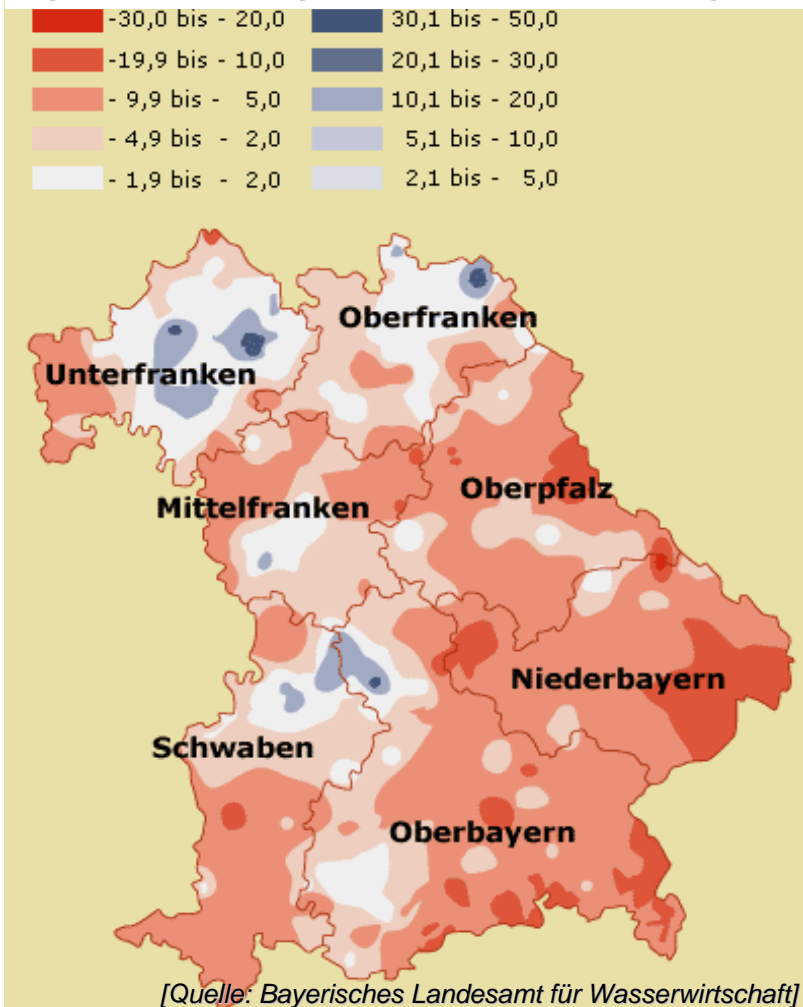 -30,0 bis - 20,0 30,1 bis - 50,0
-19,9 bis - 10,0 20,1 bis - 30,0
- 9,9 bis - 5,0 10,1 bis - 20,0
- 4,9 bis - 2,0 5,1 bis - 10,0
- 1,9 bis - 2,0 2,1 bis - 5,0
Oberfranken
Unterfranken
Oberpfalz
Mittelfranken
Niederbayern
Schwaben
Oberbayern
[Quelle: Bayerisches Landesamt für Wasserwirtschaft]